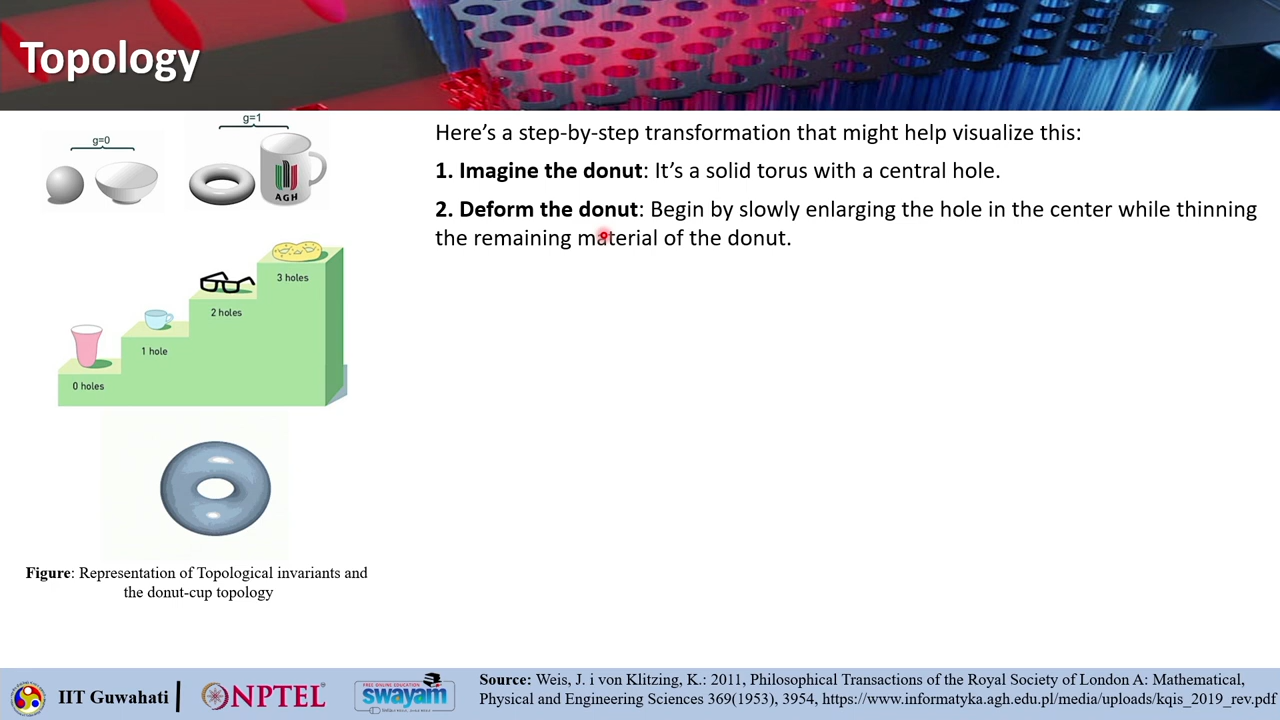 Topology
g=0
g=1
AGH
3 holes
2 holes
1 hole
0 holes
Figure: Representation of Topological invariants and
the donut-cup topology
Here's a step-by-step transformation that might help visualize this:
1. Imagine the donut: It's a solid torus with a central hole.
2. Deform the donut: Begin by slowly enlarging the hole in the center while thinning
the remaining material of the donut.
IIT Guwahati
NPTEL
FREE ONLINE EDUCATION
swayam
Source: Weis, J. i von Klitzing, K.: 2011, Philosophical Transactions of the Royal Society of London A: Mathematical,
Physical and Engineering Sciences 369(1953), 3954, https://www.informatyka.agh.edu.pl/media/uploads/kqis_2019_rev.pdf